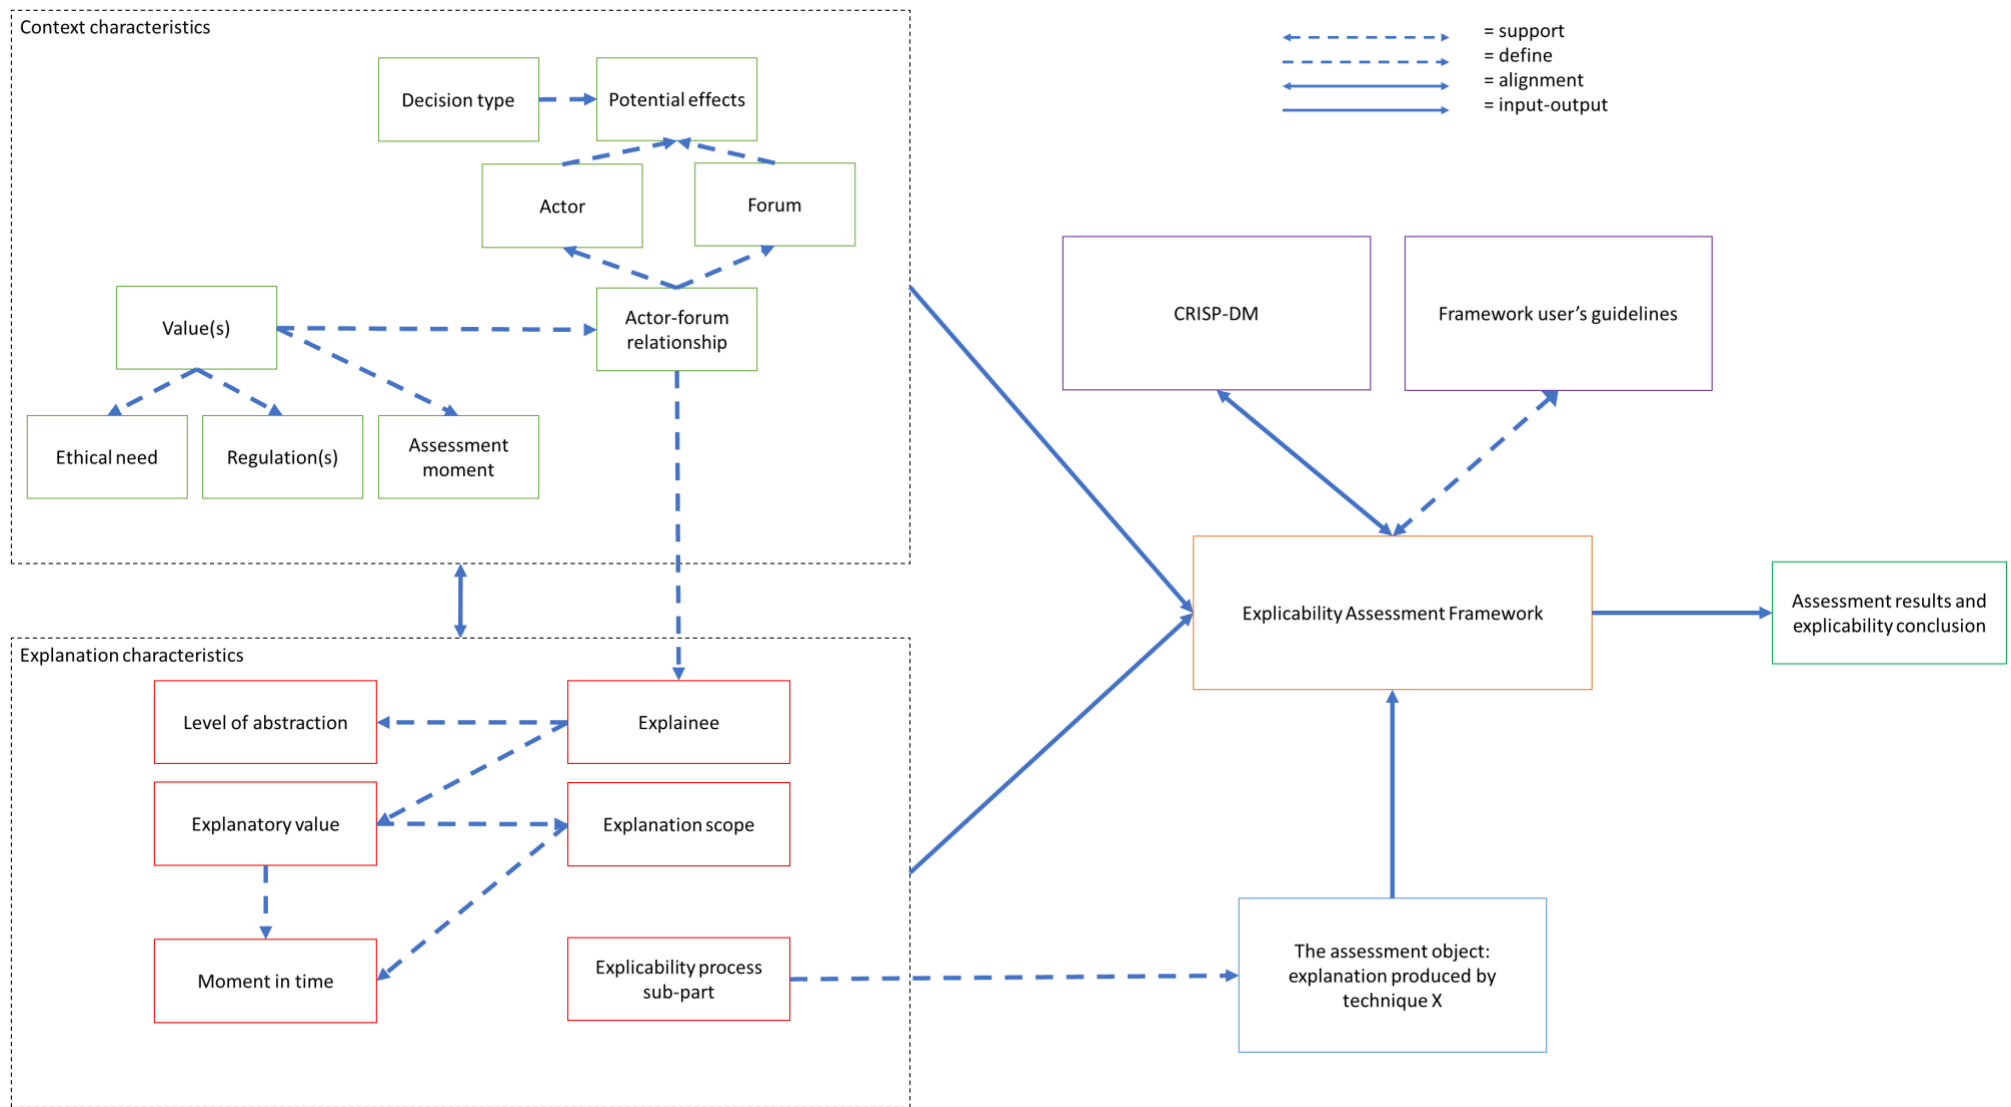 Context characteristics
= support
= define
= alignment
= input-output
Decision type
Potential effects
Actor
Forum
Value(s)
Actor-forum
relationship
Ethical need
Regulation(s)
Assessment
moment
CRISP-DM
Framework user’s guidelines
Explicability Assessment Framework
Assessment results and
explicability conclusion
Explanation characteristics
Level of abstraction
Explainee
Explanatory value
Explanation scope
Moment in time
Explicability process
sub-part
The assessment object:
explanation produced by
technique X